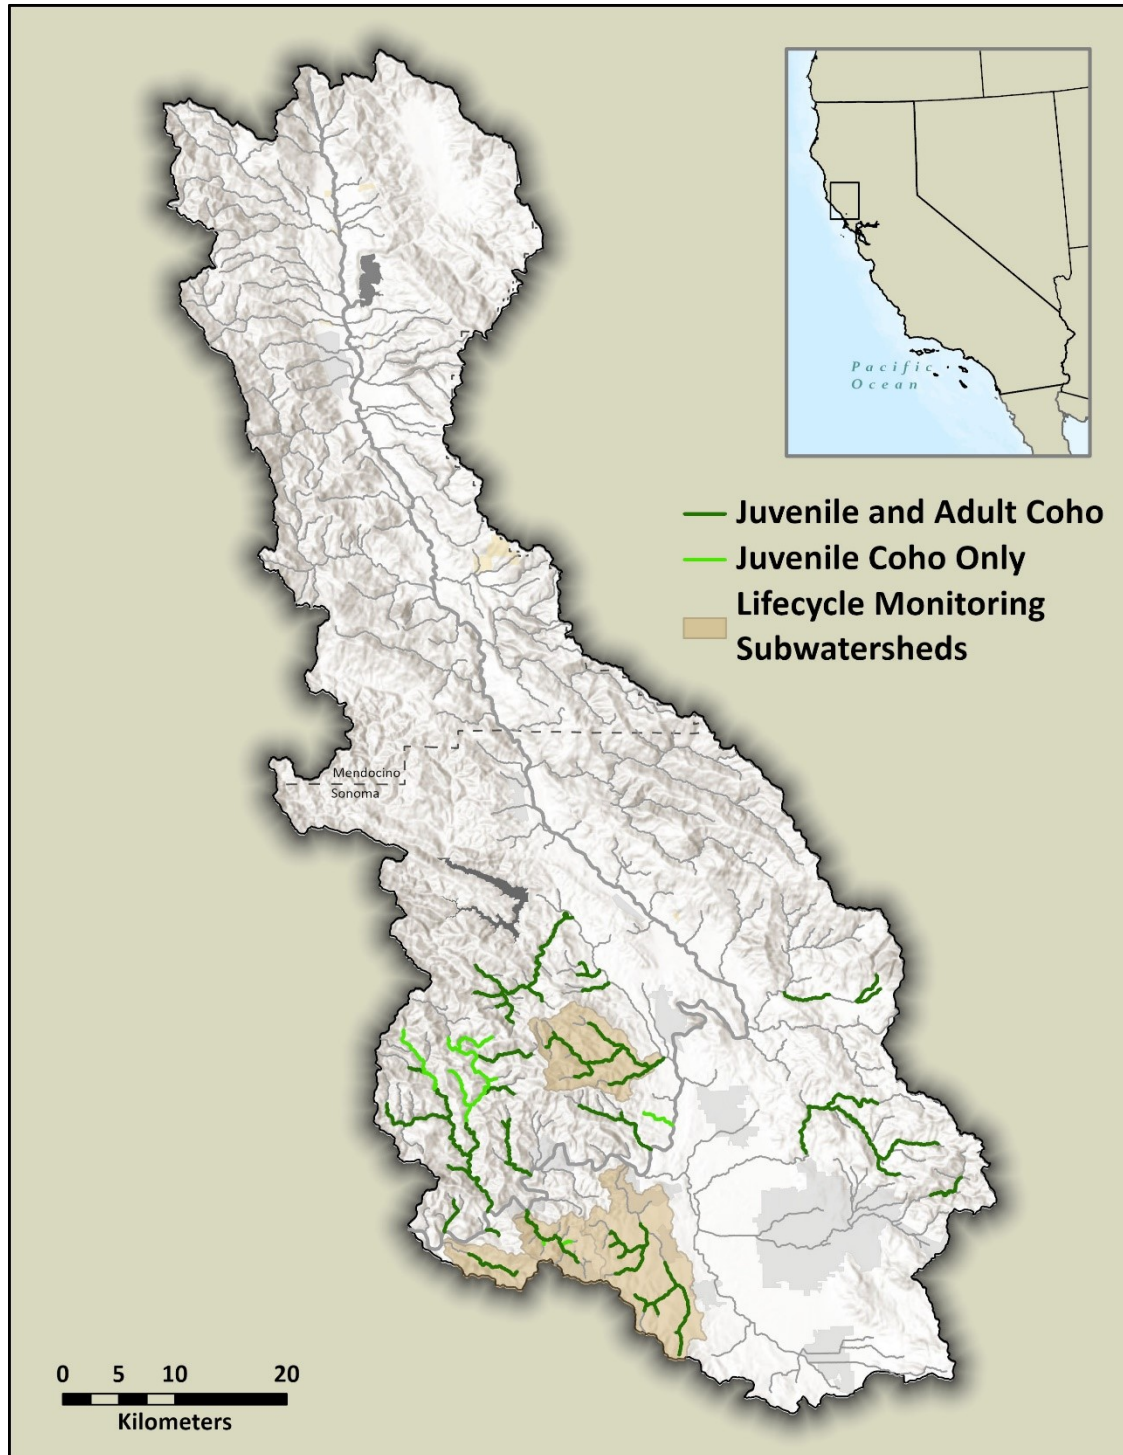 Pacific
Ocean
Juvenile and Adult Coho
Juvenile Coho Only
Lifecycle Monitoring
Subwatersheds
Mendocino
Sonoma
0 5 10 20
Kilometers